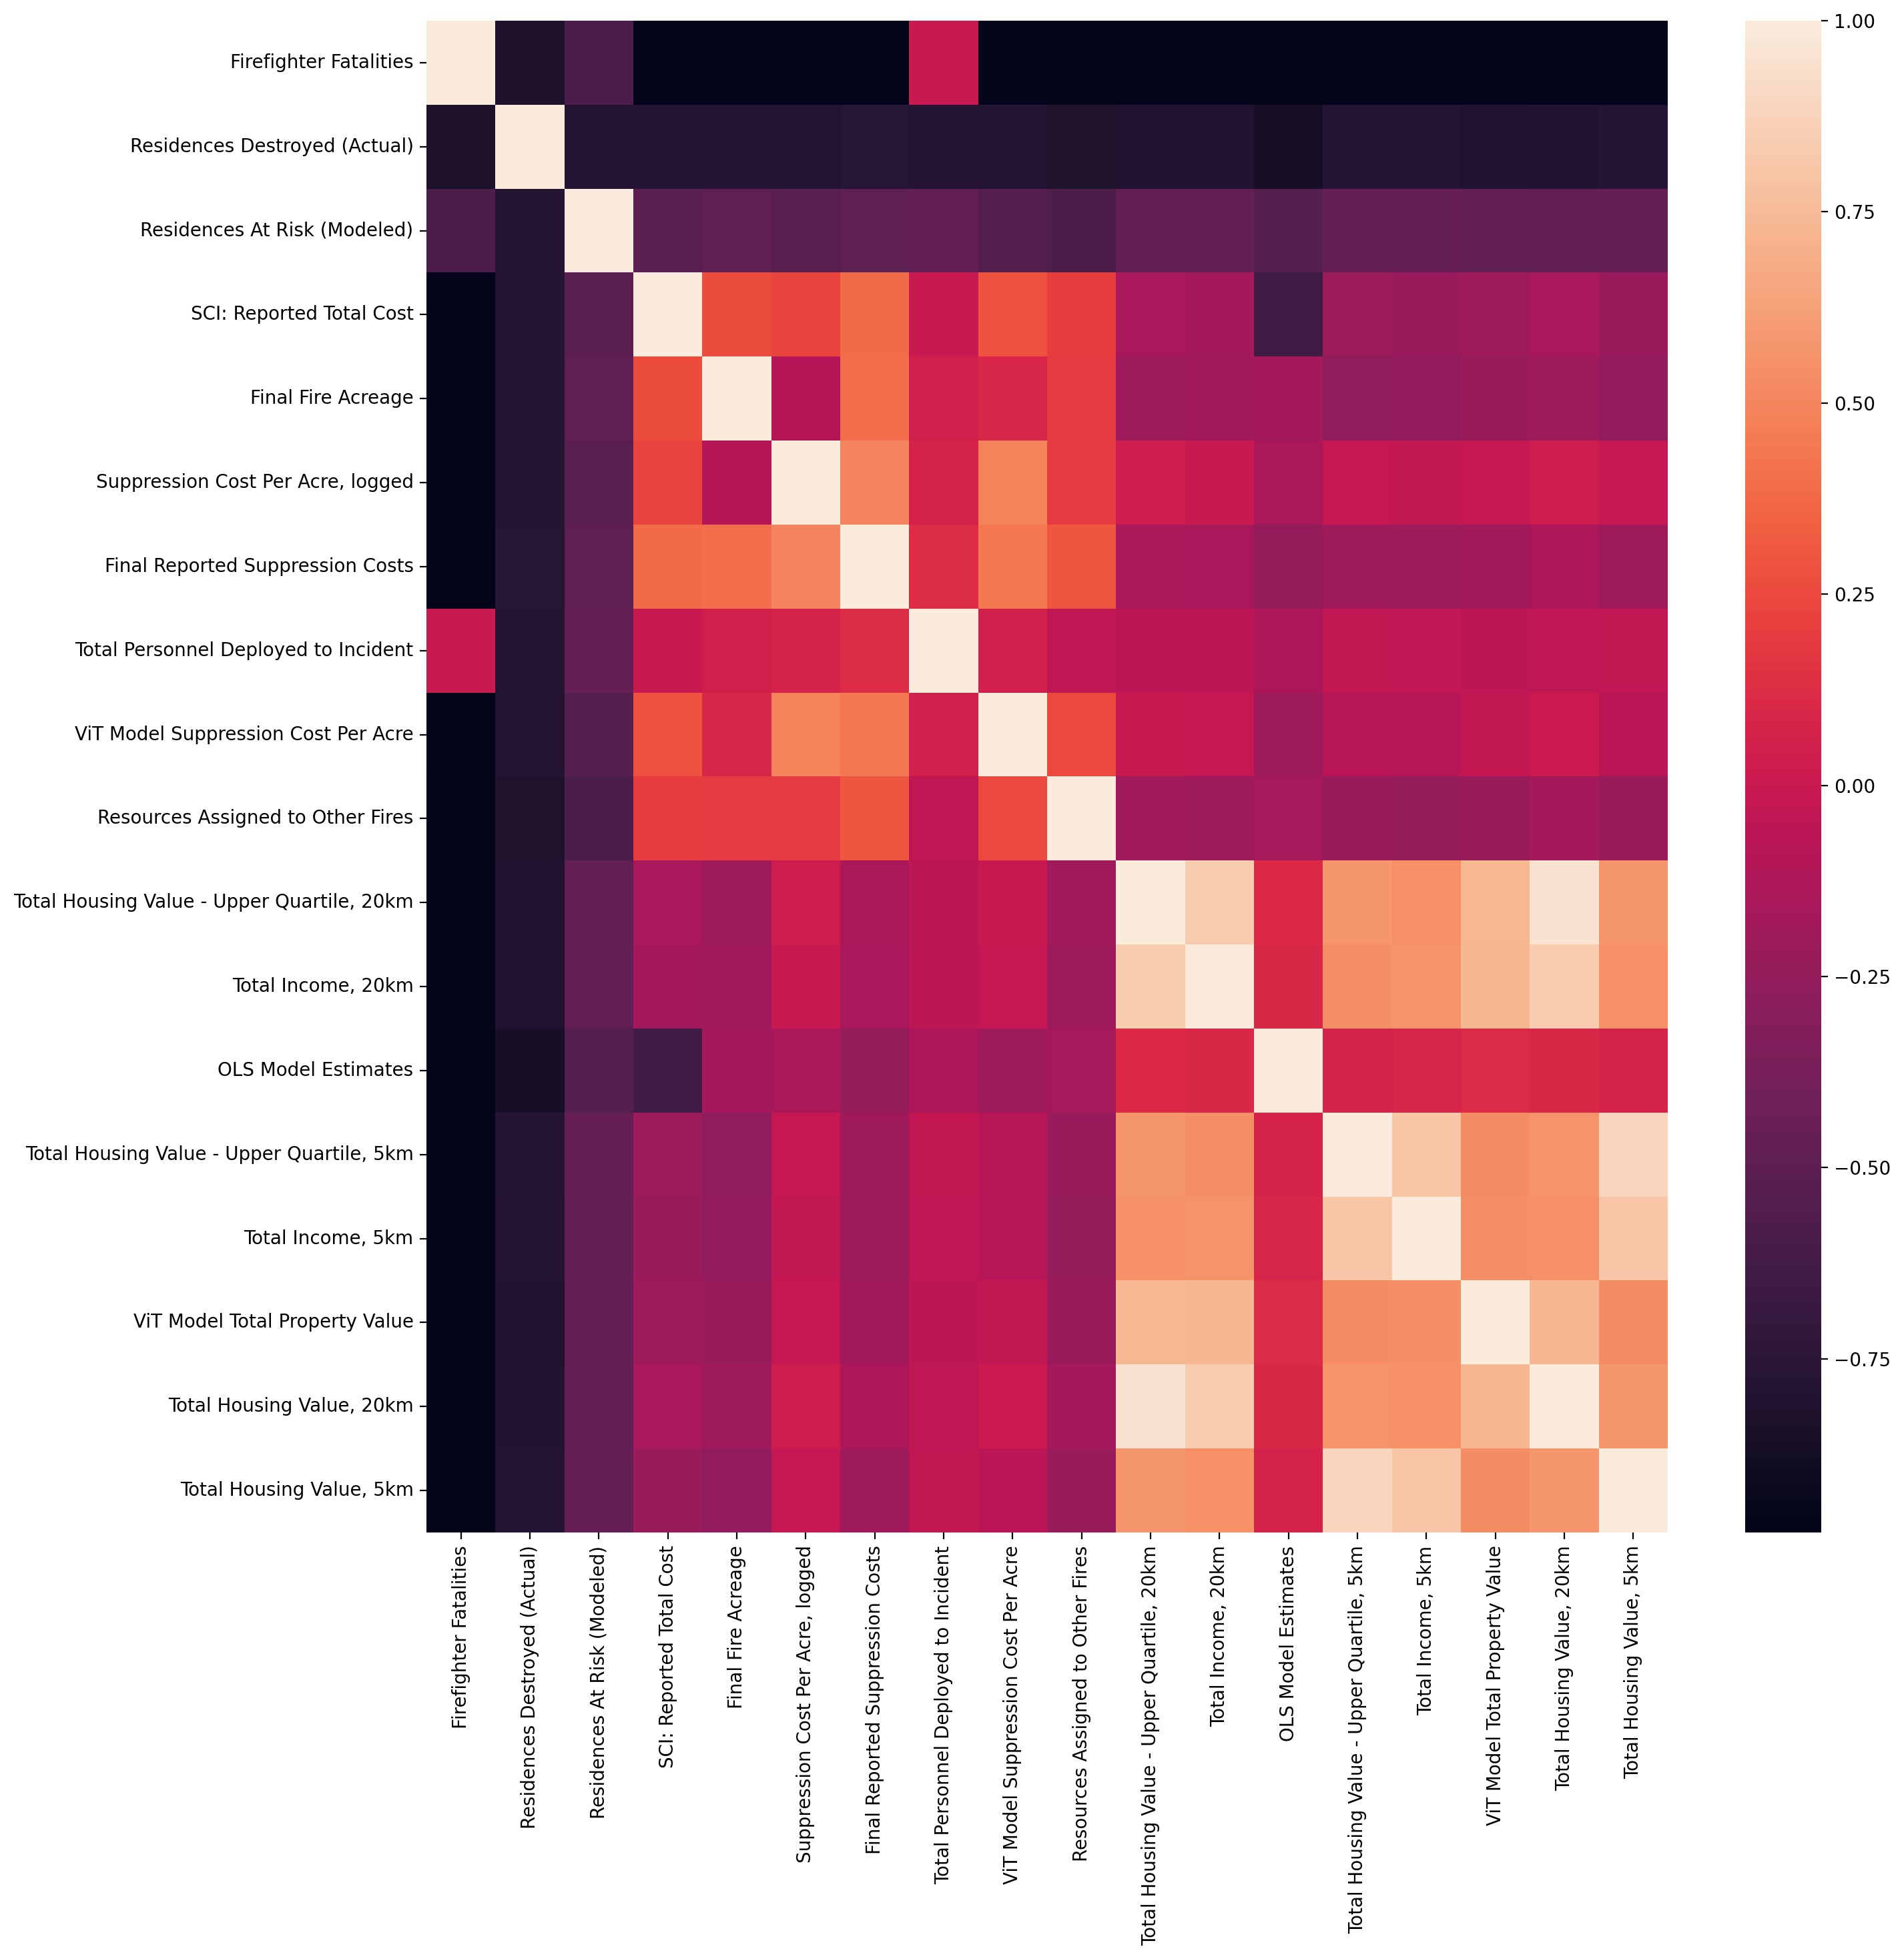 Firefighter Fatalities
Residences Destroyed (Actual)
Residences At Risk (Modeled)
SCI: Reported Total Cost
Final Fire Acreage
Suppression Cost Per Acre, logged
Final Reported Suppression Costs
Total Personnel Deployed to Incident
ViT Model Suppression Cost Per Acre
Resources Assigned to Other Fires
Total Housing Value - Upper Quartile, 20km
Total Income, 20km
OLS Model Estimates
Total Housing Value - Upper Quartile, 5km
Total Income, 5km
ViT Model Total Property Value
Total Housing Value, 20km
Total Housing Value, 5km
Firefighter Fatalities
Residences Destroyed (Actual)
Residences At Risk (Modeled)
SCI: Reported Total Cost
Final Fire Acreage
Suppression Cost Per Acre, logged
Final Reported Suppression Costs
Total Personnel Deployed to Incident
ViT Model Suppression Cost Per Acre
Resources Assigned to Other Fires
Total Housing Value - Upper Quartile, 20km
Total Income, 20km
OLS Model Estimates
Total Housing Value - Upper Quartile, 5km
Total Income, 5km
ViT Model Total Property Value
Total Housing Value, 20km
Total Housing Value, 5km
1.00
0.75
0.50
0.25
0.00
−0.25
−0.50
−0.75